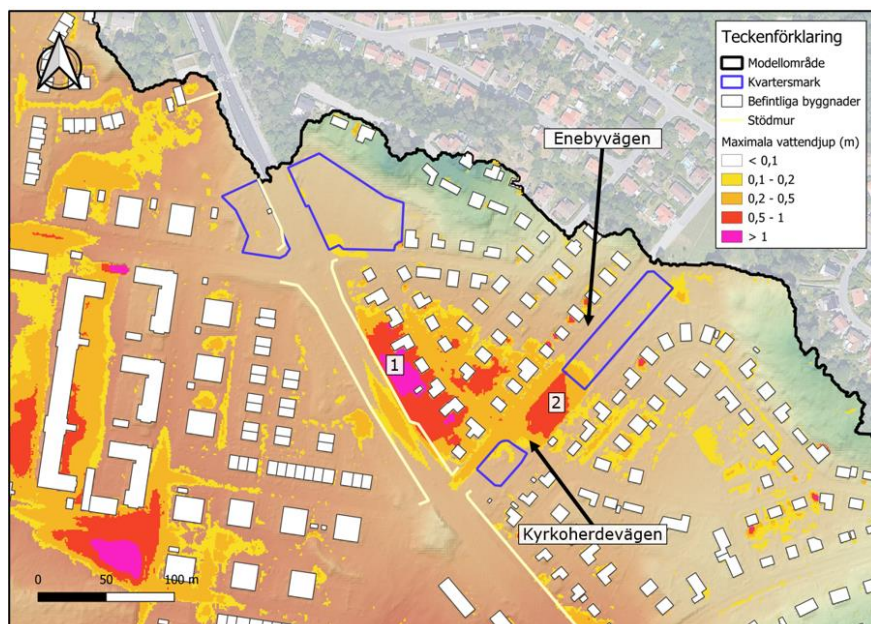 Teckenförklaring
Modellområde
Kvartersmark
Befintliga byggnader
Stödmur
Maximala vattendjup (m)
< 0,1
0,1 - 0,2
0,2 - 0,5
0,5 - 1
> 1
Enebyvägen
1
2
Kyrkoherdevägen
0 50 100 m